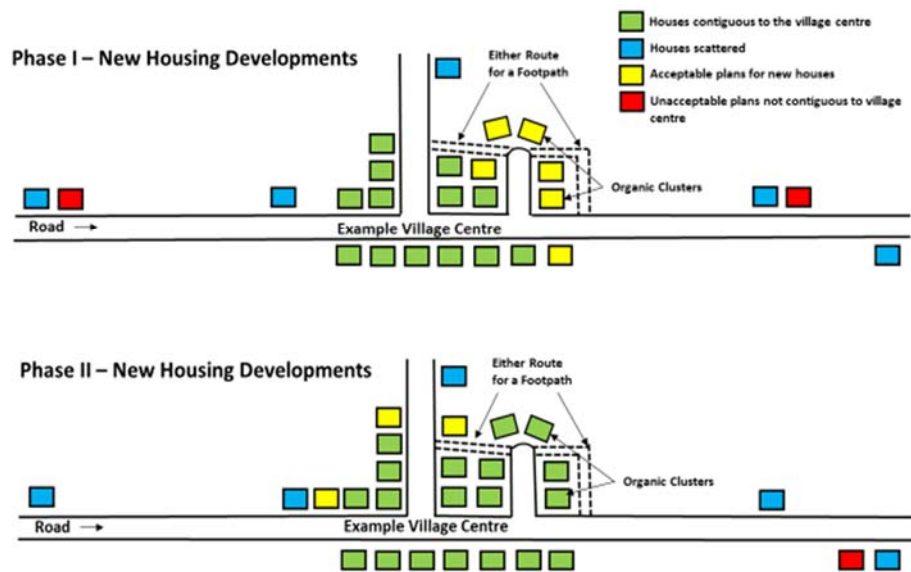 Houses contiguous to the village centre
Houses scattered
Acceptable plans for new houses
Unacceptable plans not contiguous to village
centre
Phase I – New Housing Developments
Either Route
for a Footpath
Organic Clusters
Road
Example Village Centre
Phase II – New Housing Developments
Either Route
for a Footpath
Organic Clusters
Road
Example Village Centre